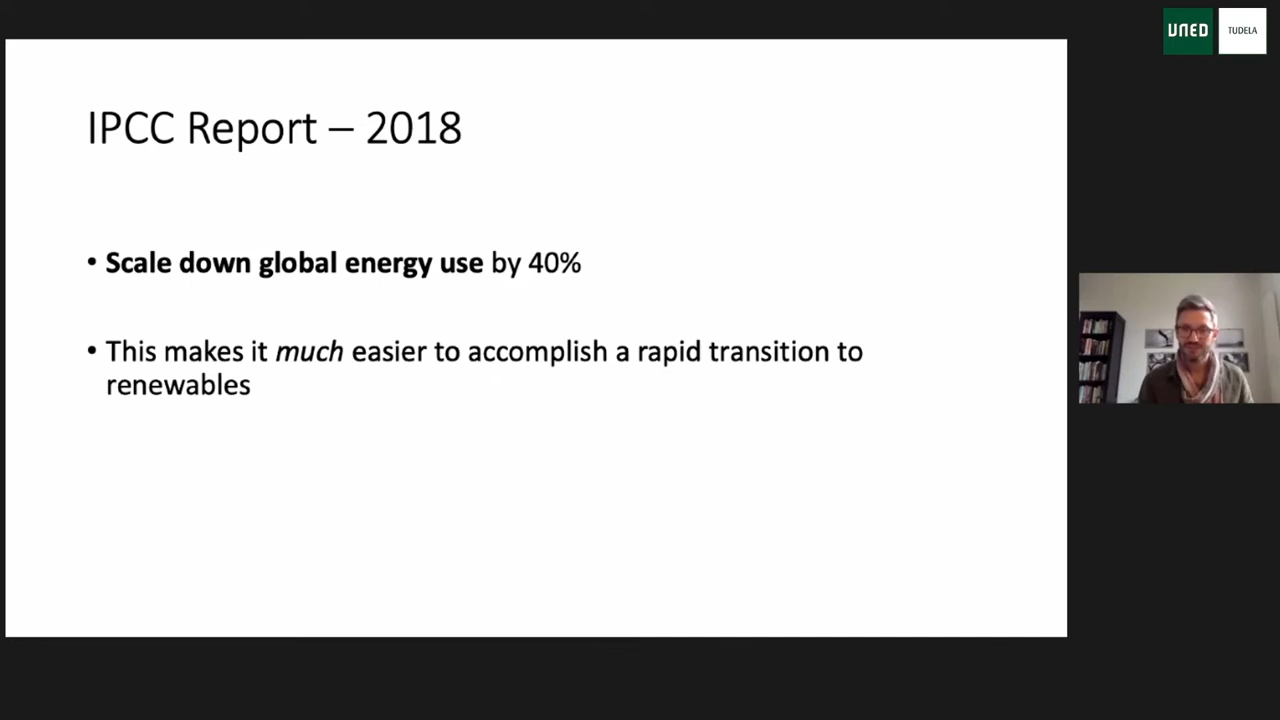 UNED
TUDELA
IPCC Report – 2018
• Scale down global energy use by 40%
• This makes it much easier to accomplish a rapid transition to
renewables